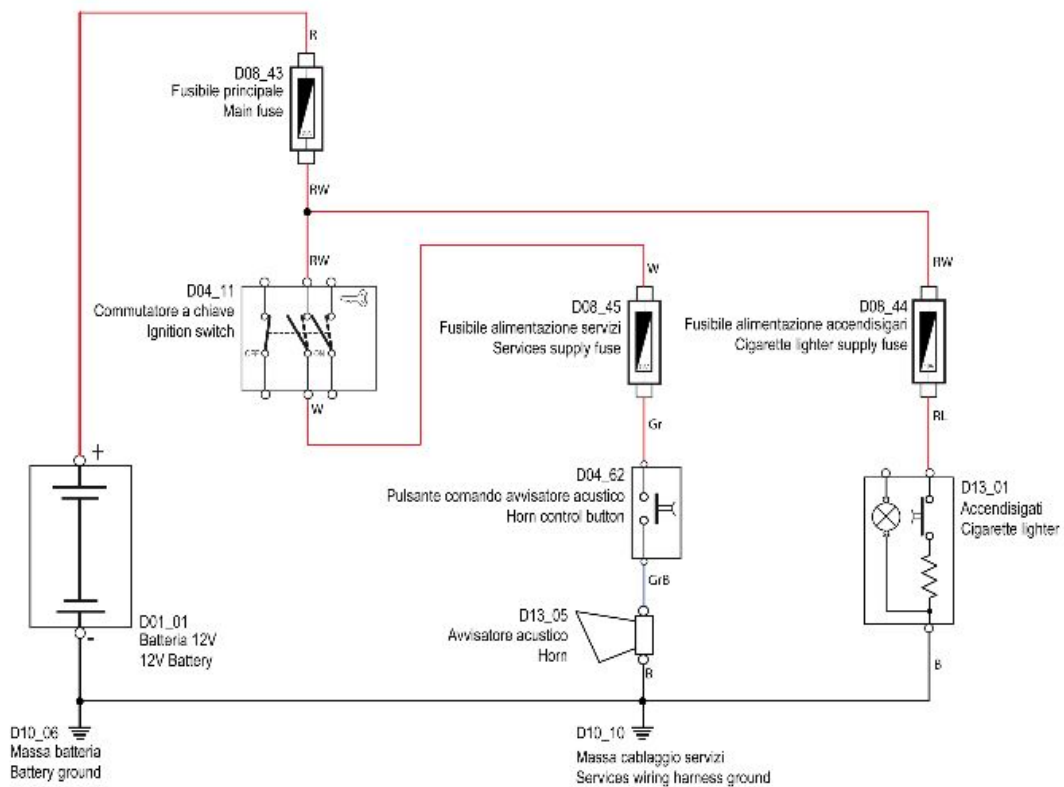 R
D08_43
Fusibile principale
Main fuse
RW
RW
D04_11
Commutatore a chiave
Ignition switch
OFF
ON
W
W
D08_45
Fusibile alimentazione servizi
Services supply fuse
Gr
RW
D08_44
Fusibile alimentazione accendisigari
Cigarette lighter supply fuse
RL
D04_62
Pulsante comando avvisatore acustico
Horn control button
GrB
D13_01
Accendisigati
Cigarette lighter
+
-
D01_01
Batteria 12V
12V Battery
D13_05
Avvisatore acustico
Horn
B
B
D10_06
Massa batteria
Battery ground
D10_10
Massa cablaggio servizi
Services wiring harness ground